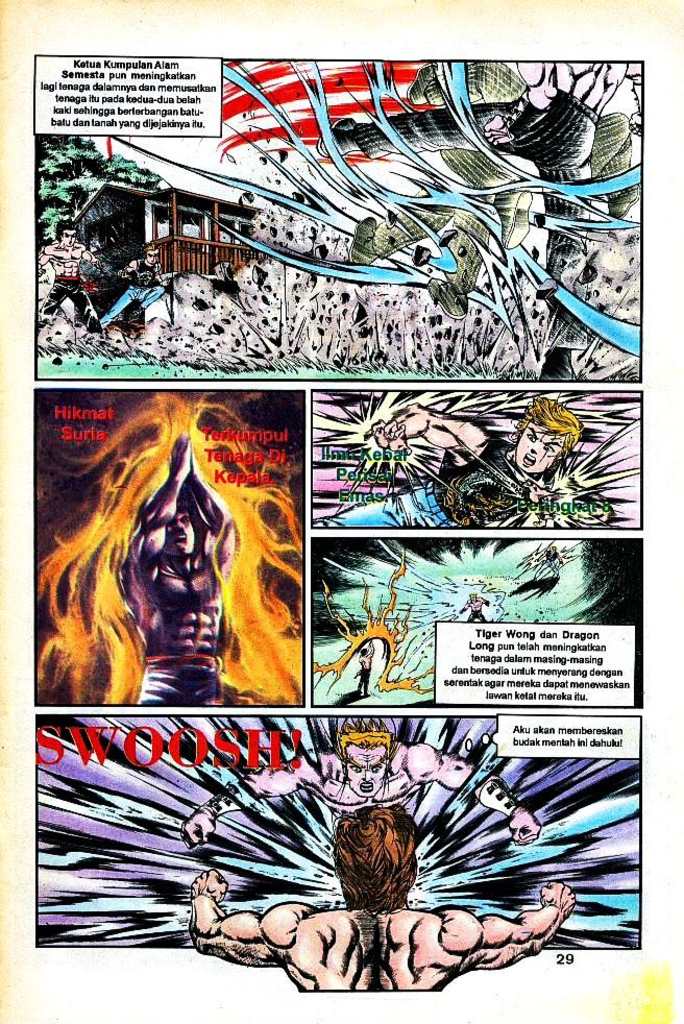 Ketua Kumpulan Alam
Semesta pun meningkatkan
lagi tenaga dalamnya dan memusatkan
tenaga itu pada kedua-dua belah
kaki sehingga berterbangan batu-
batu dan tanah yang dijejakinya itu.
Hikmat
Suria
Terkumpul
Tenaga Di
Kepala
Ilmu Kebal
Perisai
Emas
Peringkat 8
Tiger Wong dan Dragon
Long pun telah meningkatkan
tenaga dalam masing-masing
dan bersedia untuk menyerang dengan
serentak agar mereka dapat menewaskan
lawan ketat mereka itu.
SWOOSH!
Aku akan membereskan
budak mentah ini dahulu!
29